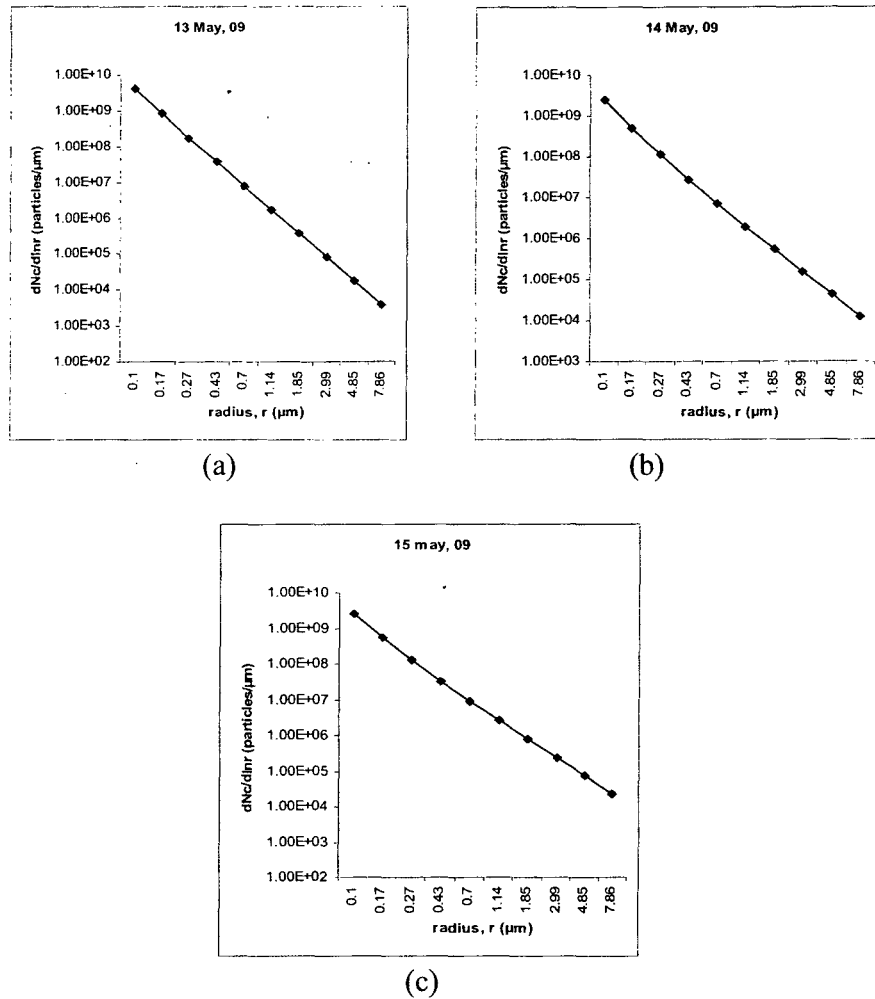 13 May, 09
1.00E+10
1.00E+09
1.00E+08
1.00E+07
1.00E+06
1.00E+05
1.00E+04
1.00E+03
1.00E+02
dNc/dlnr (particles/µm)
0.1 0.17 0.27 0.43 0.7 1.14 1.85 2.99 4.85 7.86
radius, r (µm)
(a)
14 May, 09
1.00E+10
1.00E+09
1.00E+08
1.00E+07
1.00E+06
1.00E+05
1.00E+04
1.00E+03
dNc/dlnr (particles/µm)
0.1 0.17 0.27 0.43 0.7 1.14 1.85 2.99 4.85 7.86
radius, r (µm)
(b)
15 may, 09
1.00E+10
1.00E+09
1.00E+08
1.00E+07
1.00E+06
1.00E+05
1.00E+04
1.00E+03
1.00E+02
dNc/dlnr (particles/µm)
0.1 0.17 0.27 0.43 0.7 1.14 1.85 2.99 4.85 7.86
radius, r (µm)
(c)